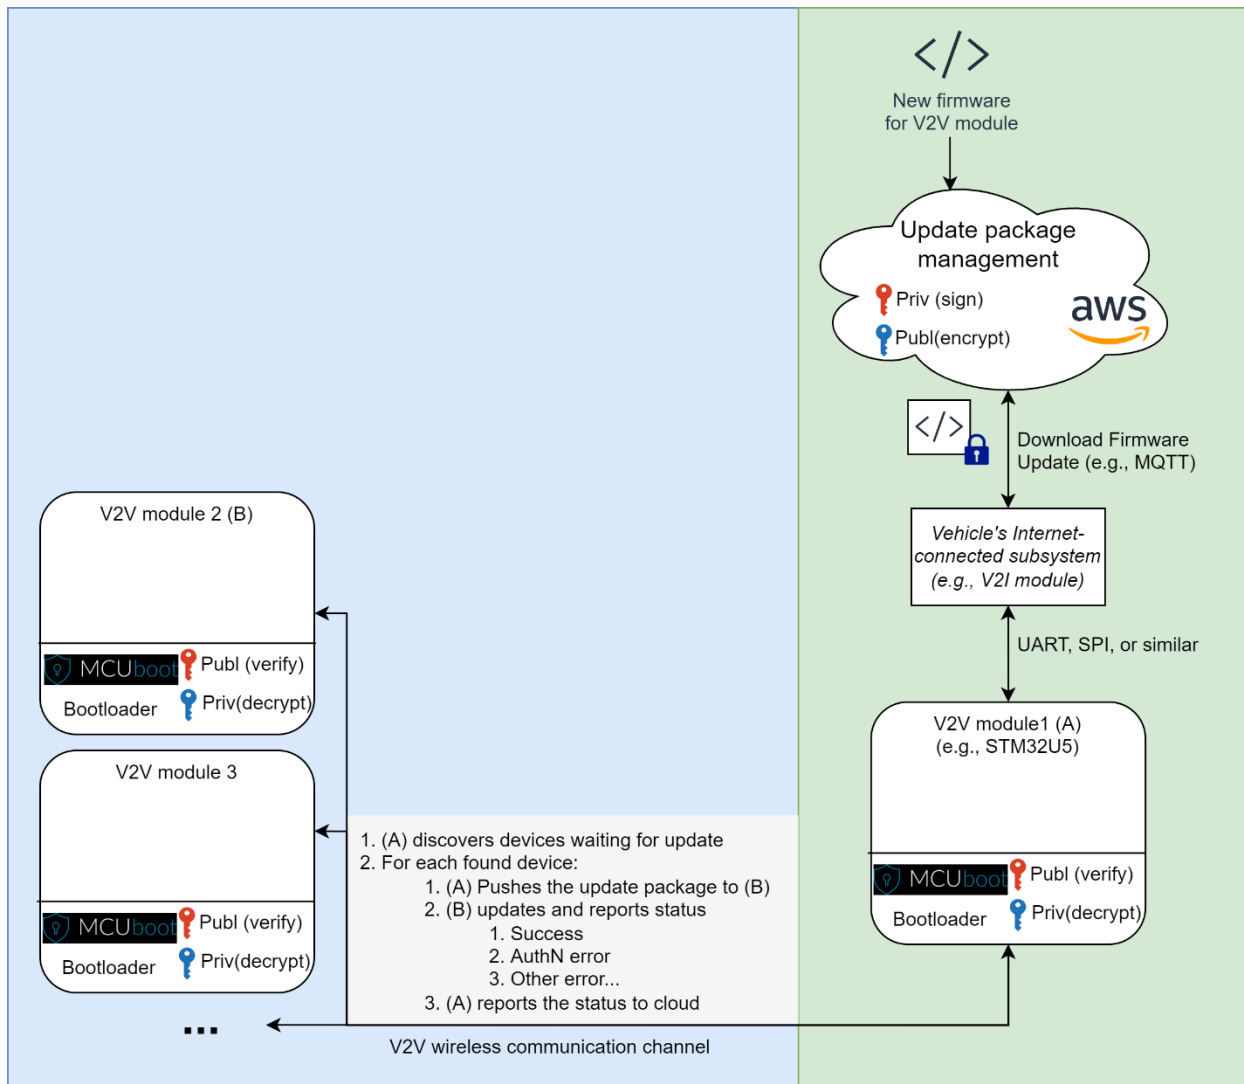 </>
New firmware
for V2V module
Update package
management
Priv (sign)
Publ(encrypt)
aws
</>
Download Firmware
Update (e.g., MQTT)
Vehicle's Internet-
connected subsystem
(e.g., V2I module)
UART, SPI, or similar
V2V module1 (A)
(e.g., STM32U5)
MCUboot
Publ (verify)
Bootloader
Priv(decrypt)
V2V module 2 (B)
MCUboot
Publ (verify)
Bootloader
Priv(decrypt)
V2V module 3
MCUboot
Publ (verify)
Bootloader
Priv(decrypt)
...
1. (A) discovers devices waiting for update
2. For each found device:
1. (A) Pushes the update package to (B)
2. (B) updates and reports status
1. Success
2. AuthN error
3. Other error...
3. (A) reports the status to cloud
V2V wireless communication channel